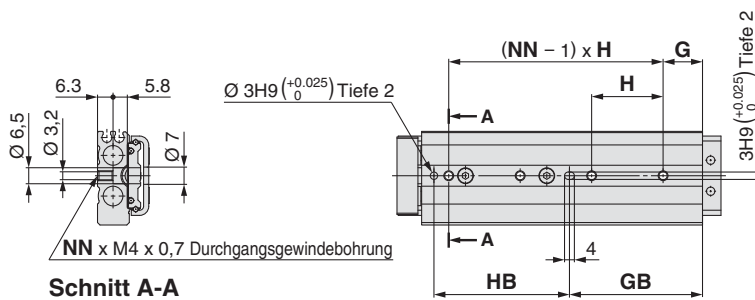 6.3
5.8
Ø 6,5
Ø 3,2
Ø 7
NN x M4 x 0,7 Durchgangsgewindebohrung
Schnitt A-A
(NN – 1) x H
G
H
Ø 3H9 (+0.025 0) Tiefe 2
3H9 (+0.025 0) Tiefe 2
A
A
4
HB
GB